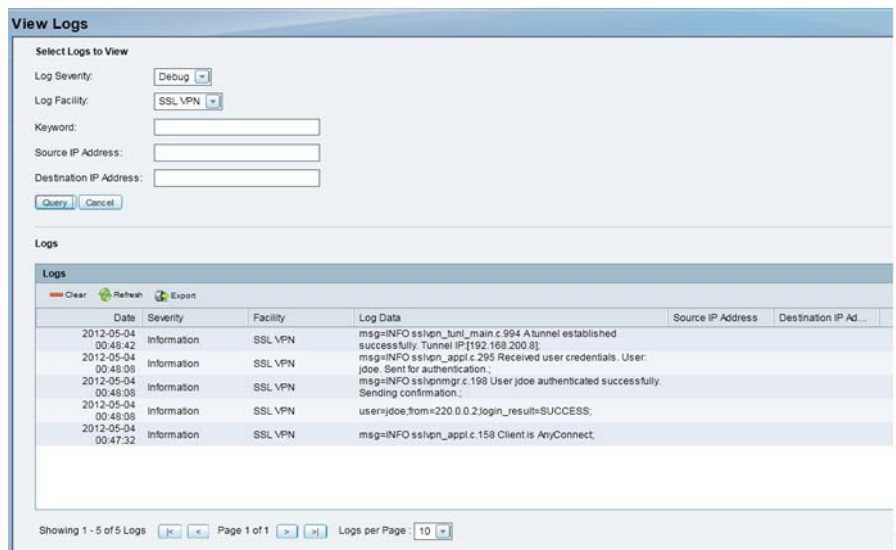 View Logs
Select Logs to View
Log Severity: Debug
Log Facility: SSL VPN
Keyword:
Source IP Address:
Destination IP Address:
Query Cancel
Logs
Logs
Clear Refresh Export
Date Severity Facility Log Data Source IP Address Destination IP Ad...
2012-05-04 00:48:42 Information SSL VPN msg=INFO sslvpn_tunl_main.c.994 A tunnel established
successfully. Tunnel IP:[192.168.200.8];
2012-05-04 00:48:08 Information SSL VPN msg=INFO sslvpn_appl.c.295 Received user credentials. User:
jdoe. Sent for authentication.;
2012-05-04 00:48:08 Information SSL VPN msg=INFO sslvpnmgr.c.198 User jdoe authenticated successfully.
Sending confirmation.;
2012-05-04 00:48:08 Information SSL VPN user=jdoe;from=220.0.0.2;login_result=SUCCESS;
2012-05-04 00:47:32 Information SSL VPN msg=INFO sslvpn_appl.c.158 Client is AnyConnect;
Showing 1 - 5 of 5 Logs |< < Page 1 of 1 > >| Logs per Page : 10